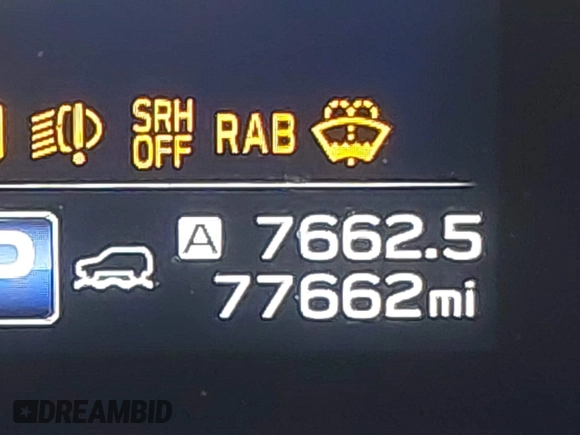 SRH
OFF
RAB
A 7662.5
77662mi
DREAMBID